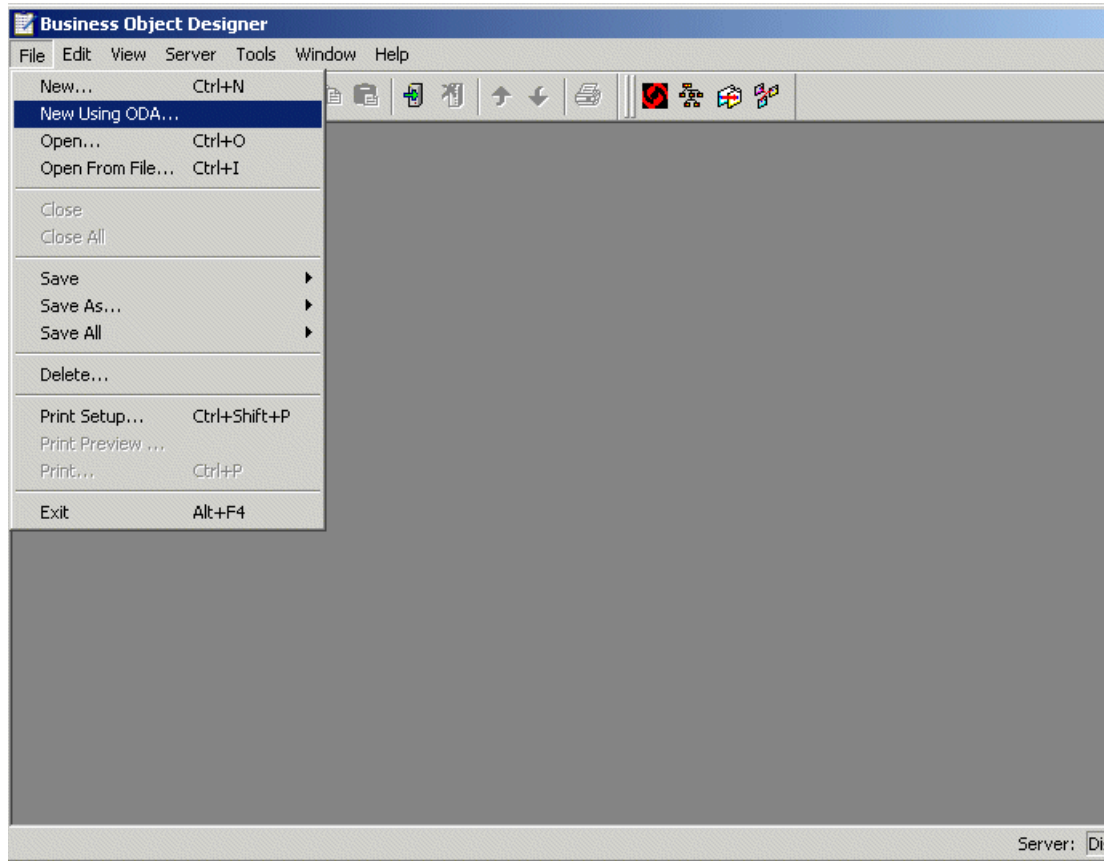 Business Object Designer
File Edit View Server Tools Window Help
New... Ctrl+N
New Using ODA...
Open... Ctrl+O
Open From File... Ctrl+I
Close
Close All
Save
Save As...
Save All
Delete...
Print Setup... Ctrl+Shift+P
Print Preview ...
Print... Ctrl+P
Exit Alt+F4
Server: Di